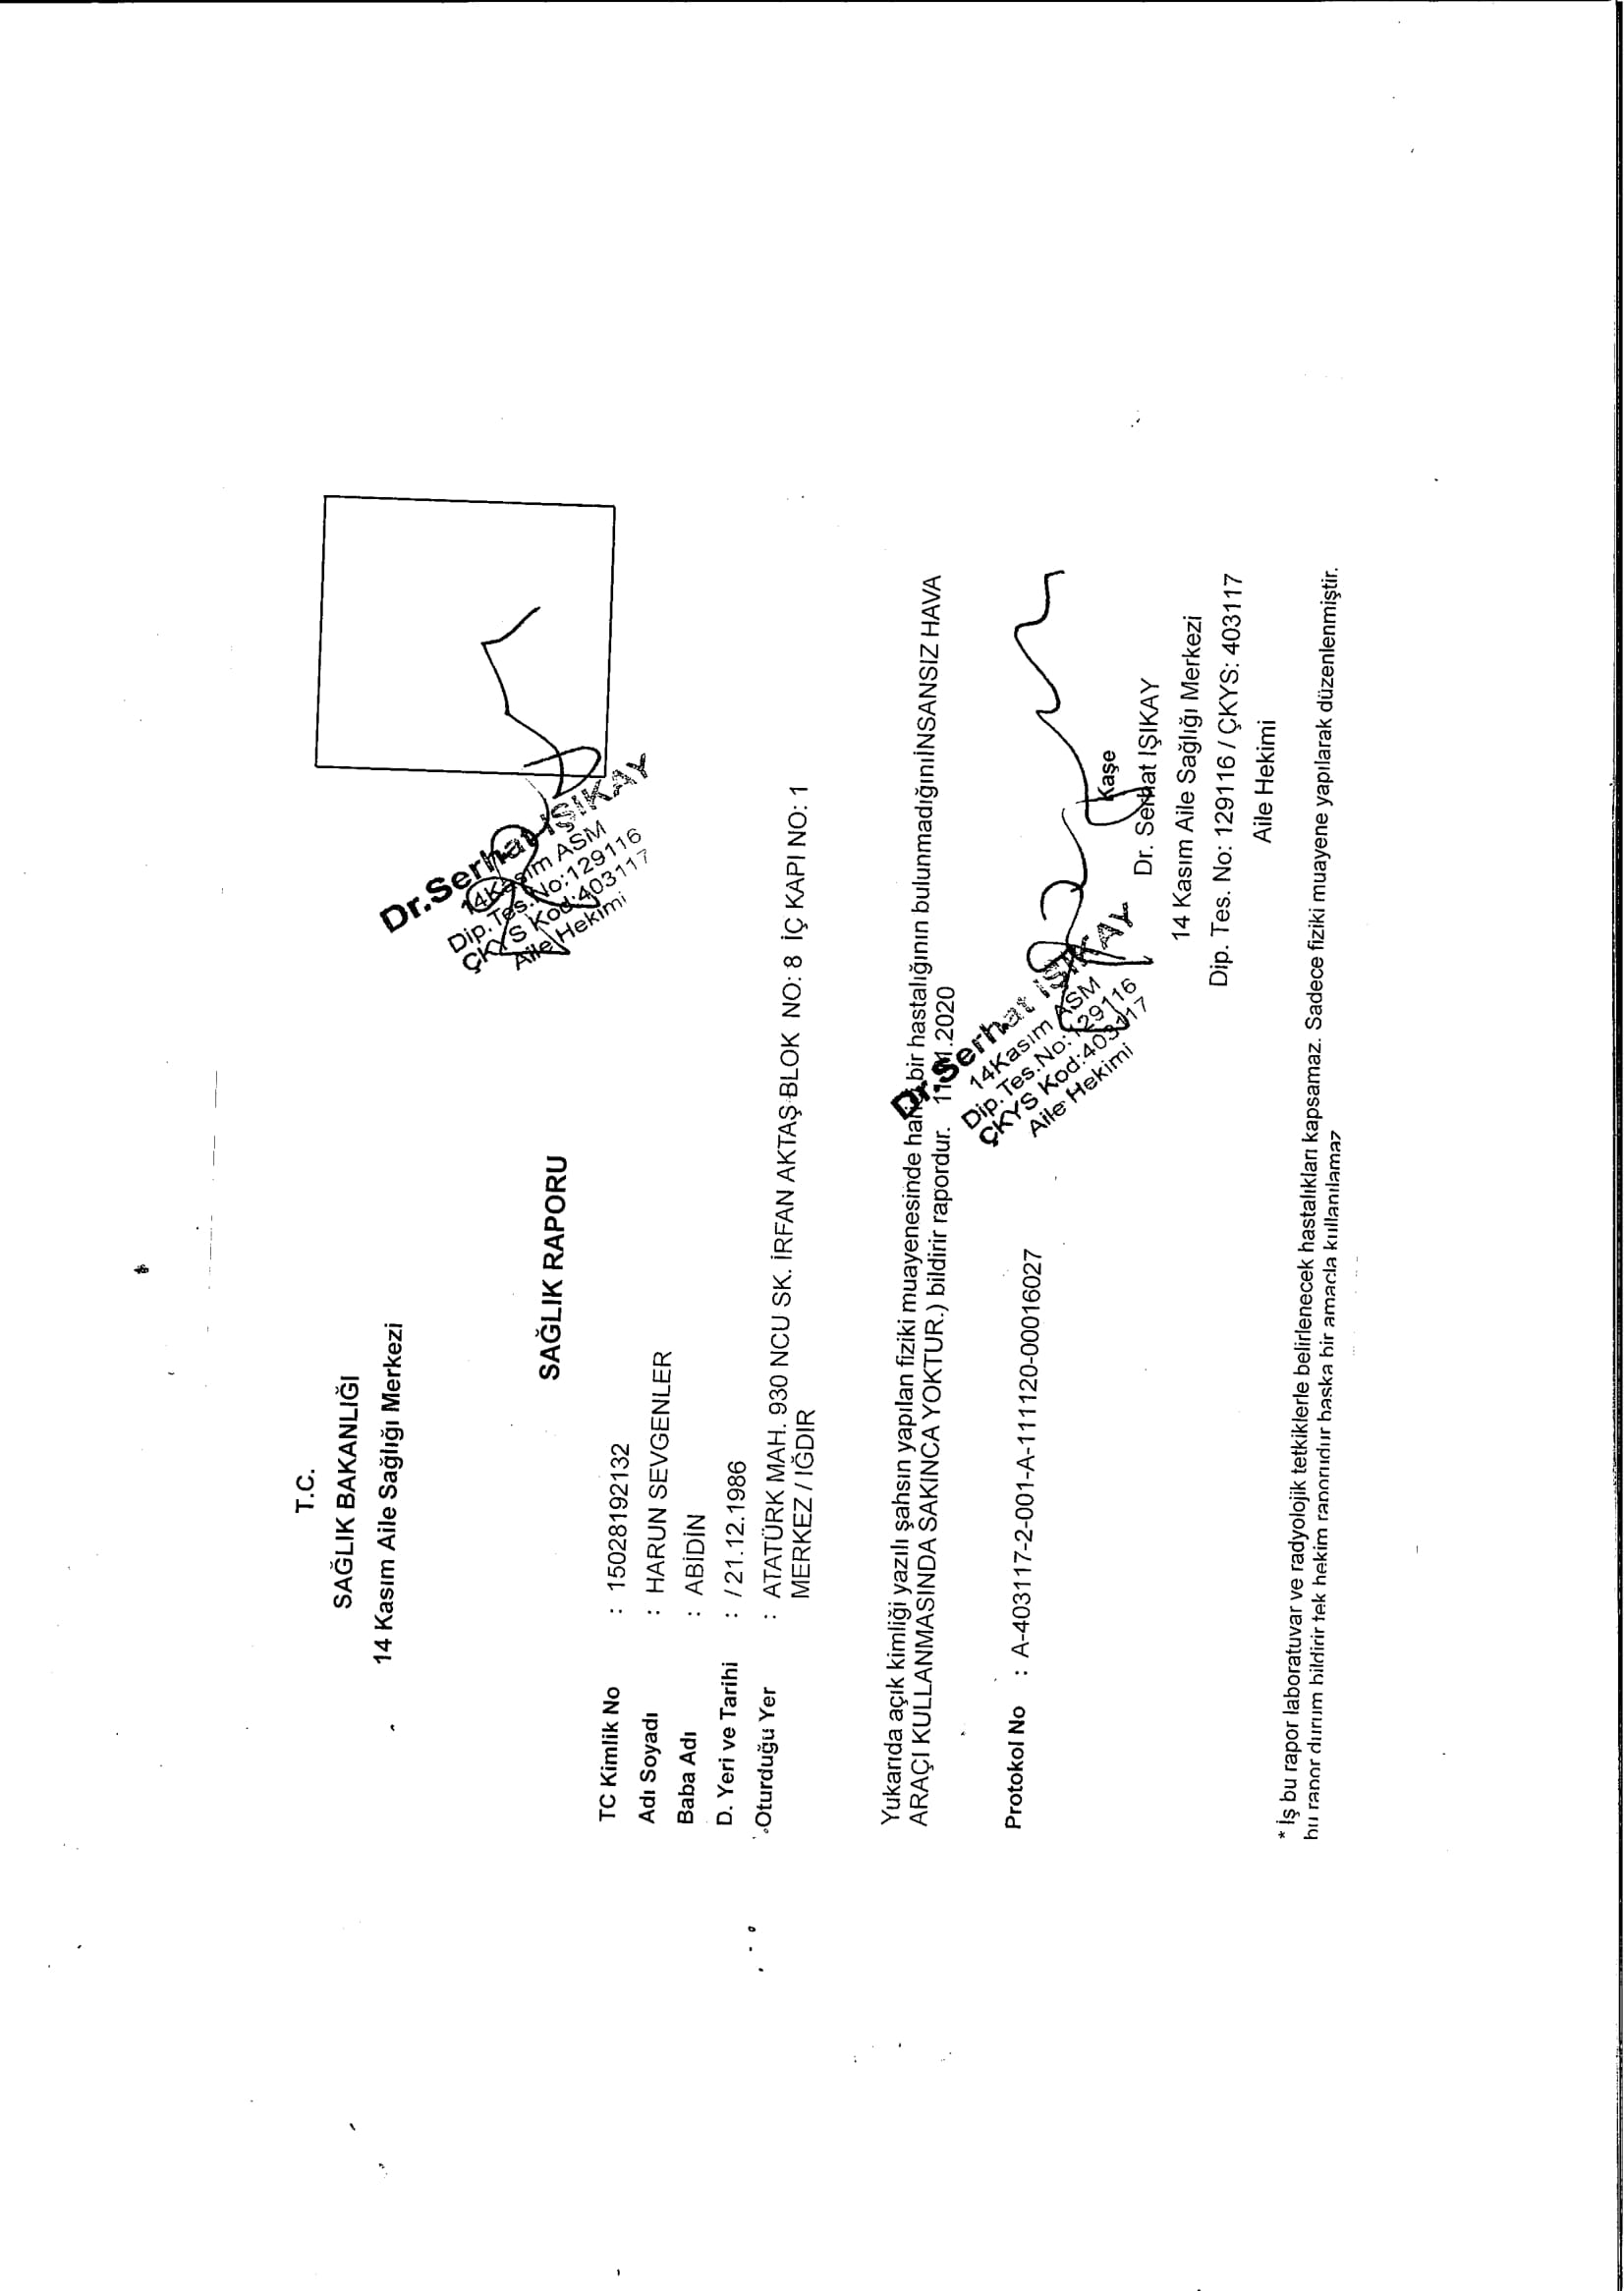 T.C.
SAĞLIK BAKANLIĞI
14 Kasım Aile Sağlığı Merkezi
Dr.Serhat IŞIKAY
14Kasım ASM
Dip.Tes.No:129116
ÇKYS Kod:403117
Aile Hekimi
SAĞLIK RAPORU
TC Kimlik No : 15028192132
Adı Soyadı : HARUN SEVGENLER
Baba Adı : ABİDİN
D. Yeri ve Tarihi : / 21.12.1986
Oturduğu Yer : ATATÜRK MAH. 930 NCU SK. İRFAN AKTAŞ BLOK NO: 8 İÇ KAPI NO: 1
MERKEZ / IĞDIR
Yukarıda açık kimliği yazılı şahsın yapılan fiziki muayenesinde bir hastalığının bulunmadığınıİNSANSIZ HAVA
ARAÇI KULLANMASINDA SAKINCA YOKTUR.) bildirir rapordur. 11.11.2020
Protokol No : A-403117-2-001-A-111120-00016027
Dr.Serhat IŞIKAY
14Kasım ASM
Dip.Tes.No:129116
ÇKYS Kod:403117
Aile Hekimi
Kaşe
Dr. Serhat IŞIKAY
14 Kasım Aile Sağlığı Merkezi
Dip. Tes. No: 129116 / ÇKYS: 403117
Aile Hekimi
* İş bu rapor laboratuvar ve radyolojik tetkiklerle belirlenecek hastalıkları kapsamaz. Sadece fiziki muayene yapılarak düzenlenmiştir.
bu rapor durum bildirir tek hekim raporudur başka bir amaçla kullanılamaz